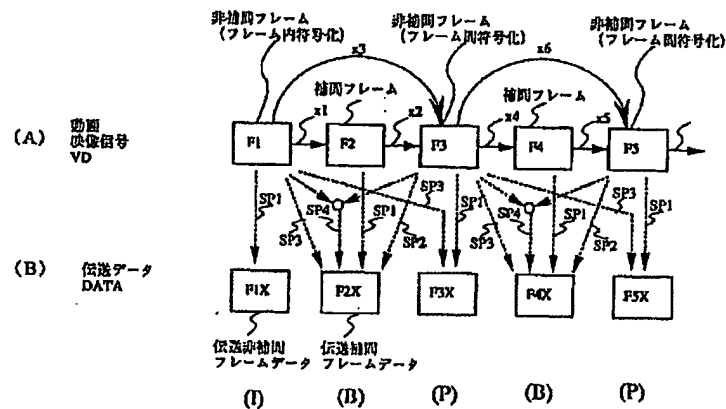 非補間フレーム
(フレーム内符号化)
非補間フレーム
(フレーム間符号化)
非補間フレーム
(フレーム間符号化)
x3
x6
補間フレーム
補間フレーム
x1
x2
x4
x5
(A)
動画
映像信号
VD
F1
F2
F3
F4
F5
SP1
SP3
SP4
SP1
SP2
SP3
SP1
SP3
SP4
SP1
SP2
SP3
SP1
(B)
伝送データ
DATA
F1X
F2X
F3X
F4X
F5X
伝送非補間
フレームデータ
伝送補間
フレームデータ
(I)
(B)
(P)
(B)
(P)